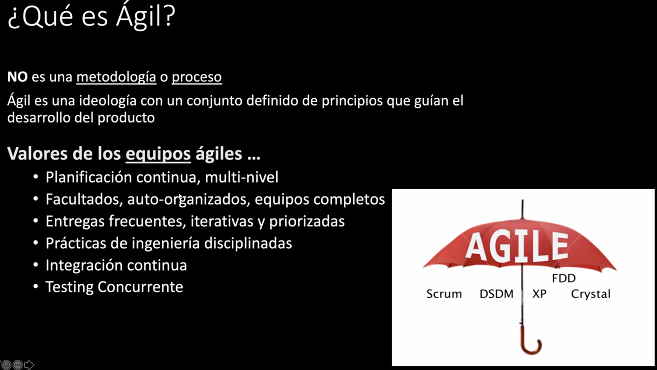 ¿Qué es Ágil?
NO es una metodología o proceso
Ágil es una ideología con un conjunto definido de principios que guían el
desarrollo del producto
Valores de los equipos ágiles ...
• Planificación continua, multi-nivel
• Facultados, auto-organizados, equipos completos
• Entregas frecuentes, iterativas y priorizadas
• Prácticas de ingeniería disciplinadas
• Integración continua
• Testing Concurrente
AGILE
FDD
Scrum DSDM XP Crystal